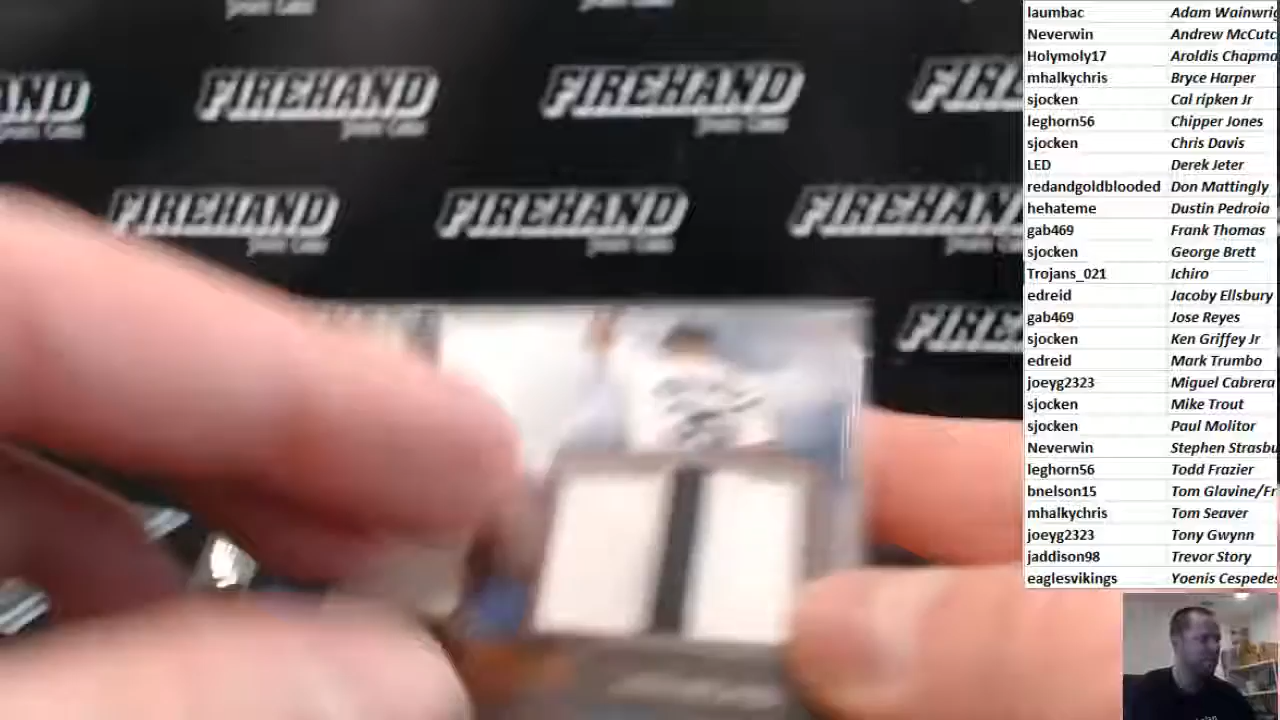 FIREHAND FIREHAND
FIREHAND FIREHAND FIREHAND
laumbac Adam Wainwrig
Neverwin Andrew McCutc
Holymoly17 Aroldis Chapma
mhalkychris Bryce Harper
sjocken Cal ripken Jr
leghorn56 Chipper Jones
sjocken Chris Davis
LED Derek Jeter
redandgoldblooded Don Mattingly
hehateme Dustin Pedroia
gab469 Frank Thomas
sjocken George Brett
Trojans_021 Ichiro
edreid Jacoby Ellsbury
gab469 Jose Reyes
sjocken Ken Griffey Jr
edreid Mark Trumbo
joeyg2323 Miguel Cabrera
sjocken Mike Trout
sjocken Paul Molitor
Neverwin Stephen Strasbu
leghorn56 Todd Frazier
bnelson15 Tom Glavine/Fr
mhalkychris Tom Seaver
joeyg2323 Tony Gwynn
jaddison98 Trevor Story
eaglesvikings Yoenis Cespedes